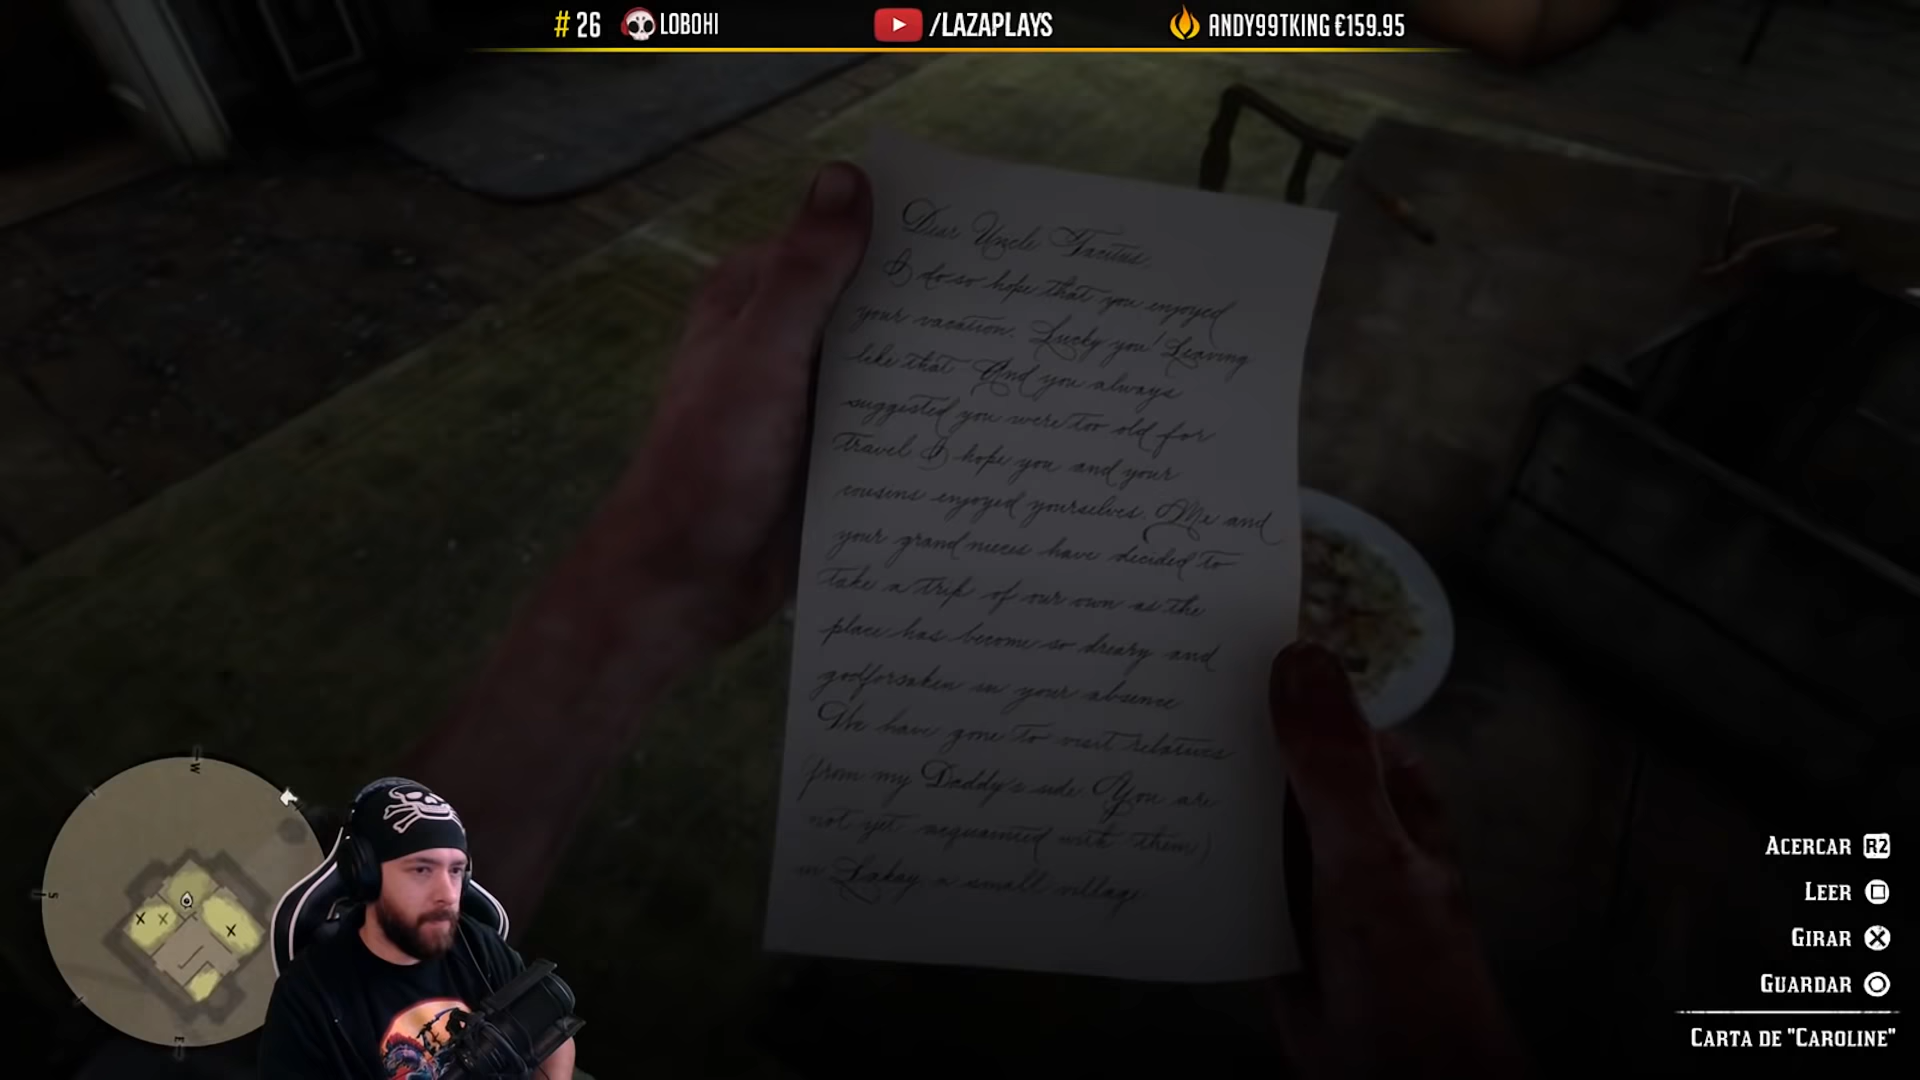 # 26 LOBOHI /LAZAPLAYS ANDY99TKING €159.95
Dear Uncle Tacitus
I do so hope that you enjoyed
your vacation. Lucky you! Leaving
like that And you always
suggested you were too old for
travel I hope you and your
cousins enjoyed yourselves. Me and
your grand nieces have decided to
take a trip of our own as the
place has become so dreary and
godforsaken in your absence
We have gone to visit relatives
from my Daddy's side (You are
not yet acquainted with them)
in Lakay a small village
W
S
E
ACERCAR R2
LEER
GIRAR
GUARDAR
CARTA DE "CAROLINE"